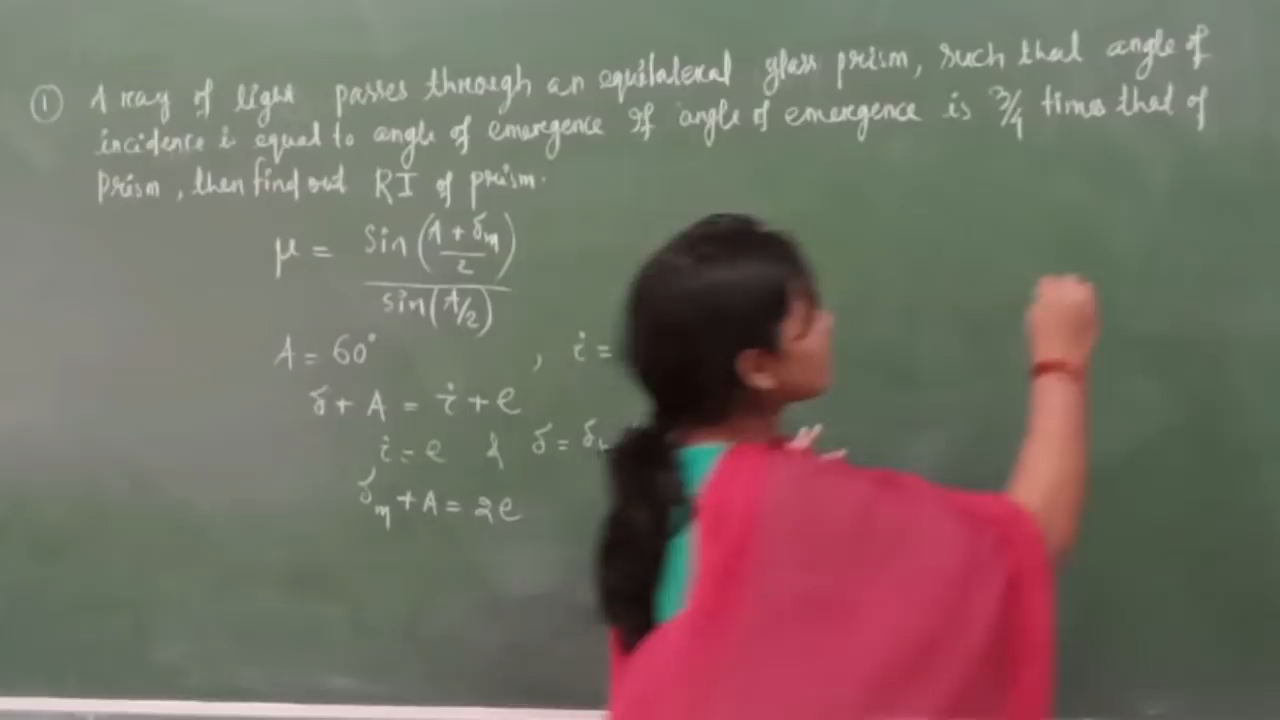 ① A ray of light passes through an equilateral glass prism, such that angle of
incidence is equal to angle of emergence If angle of emergence is 3/4 times that of
Prism, then find out RI of prism.
μ = sin((A + δm)/2) / sin(A/2)
A = 60° , i =
δ + A = i + e
i = e & δ = δ
δm + A = 2e